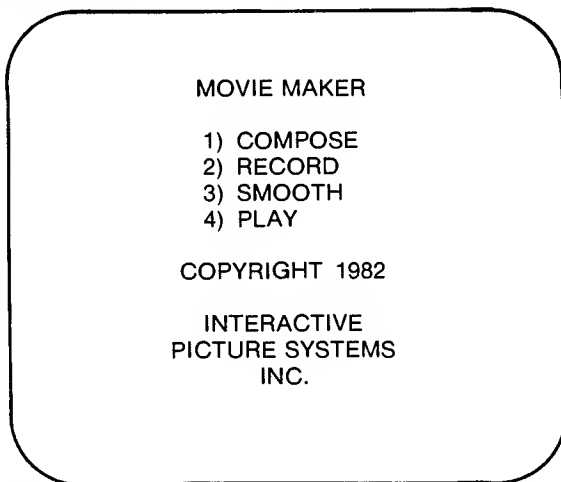 MOVIE MAKER
1) COMPOSE
2) RECORD
3) SMOOTH
4) PLAY
COPYRIGHT 1982
INTERACTIVE
PICTURE SYSTEMS
INC.